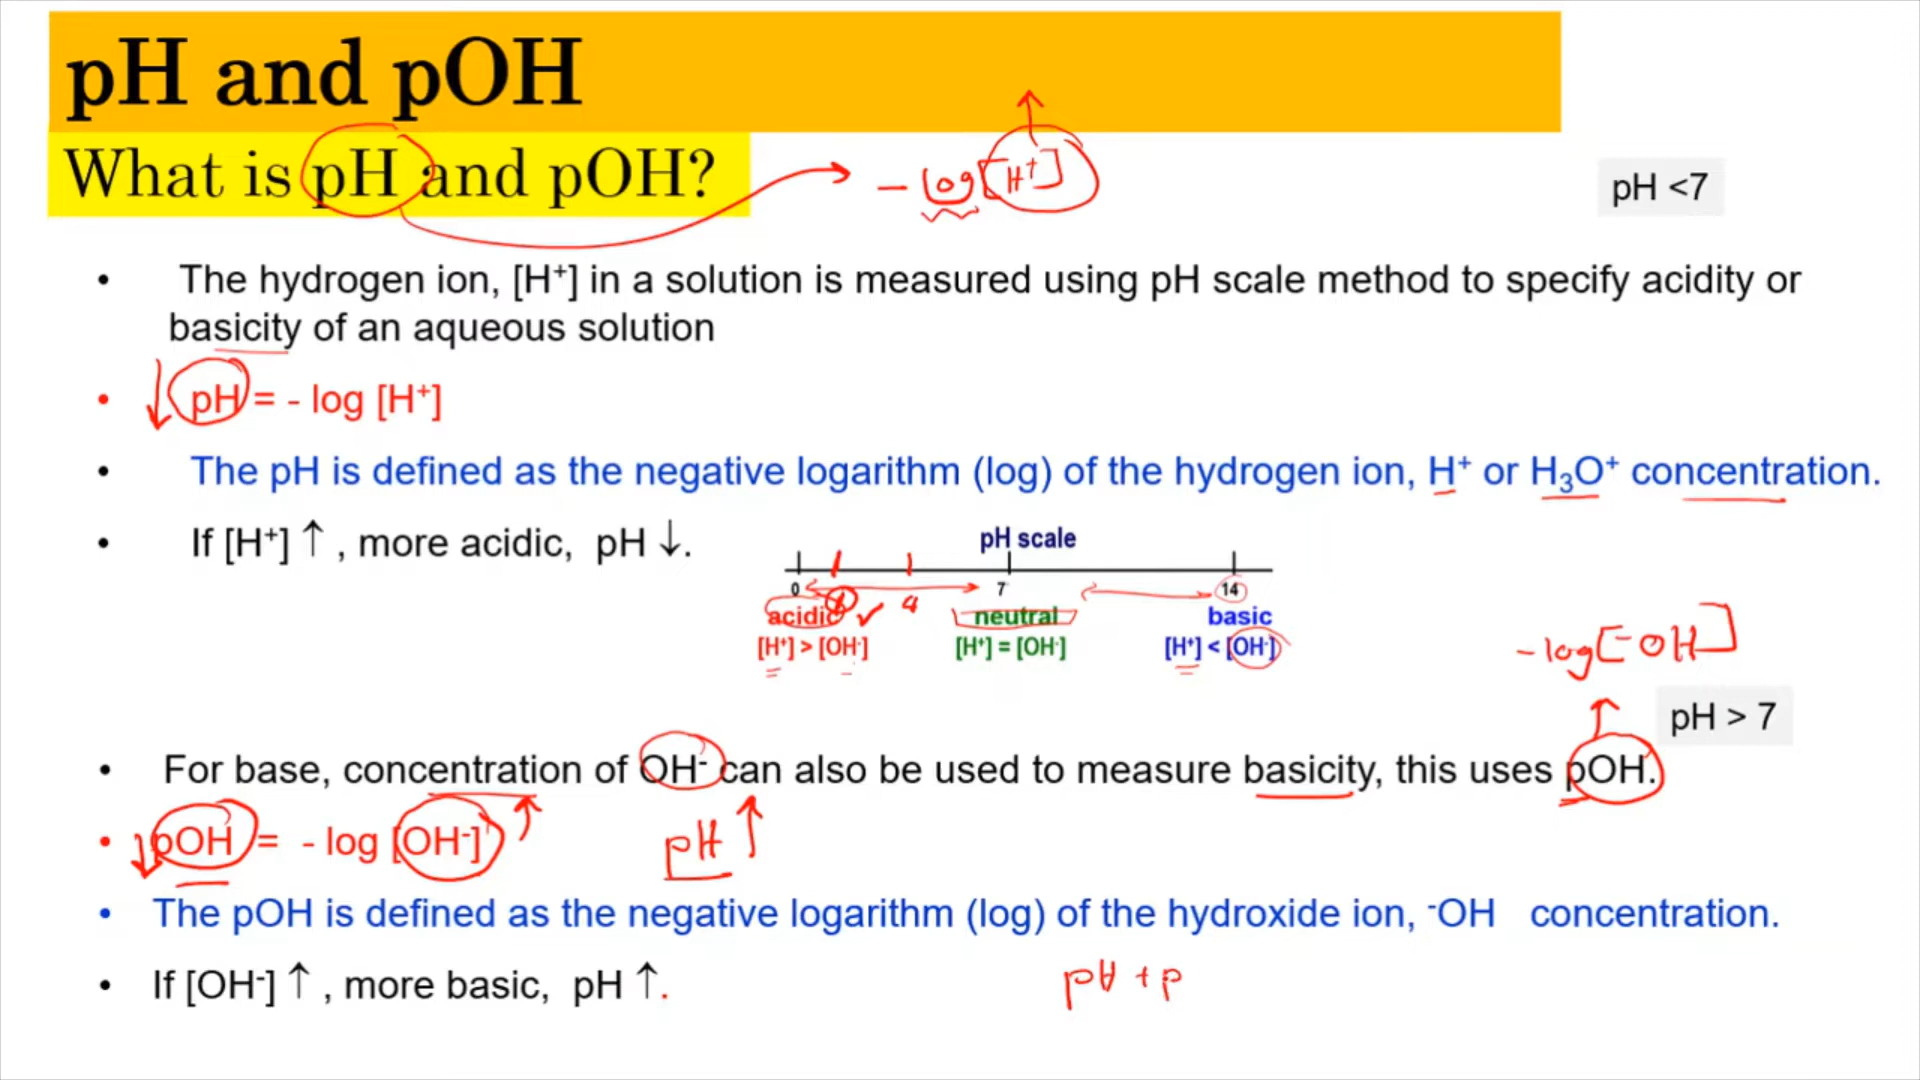 pH and pOH
What is pH and pOH?
- log [H⁺]
pH <7
• The hydrogen ion, [H⁺] in a solution is measured using pH scale method to specify acidity or
basicity of an aqueous solution
• pH = - log [H⁺]
• The pH is defined as the negative logarithm (log) of the hydrogen ion, H⁺ or H₃O⁺ concentration.
• If [H⁺] ↑ , more acidic, pH ↓.
pH scale
0 1 4 7 14
acidic neutral basic
[H⁺] > [OH⁻] [H⁺] = [OH⁻] [H⁺] < [OH⁻]
-log[⁻OH]
pH > 7
• For base, concentration of OH⁻ can also be used to measure basicity, this uses pOH.
• pOH = - log [OH⁻]
pH ↑
• The pOH is defined as the negative logarithm (log) of the hydroxide ion, ⁻OH concentration.
• If [OH⁻] ↑ , more basic, pH ↑.
pH + p